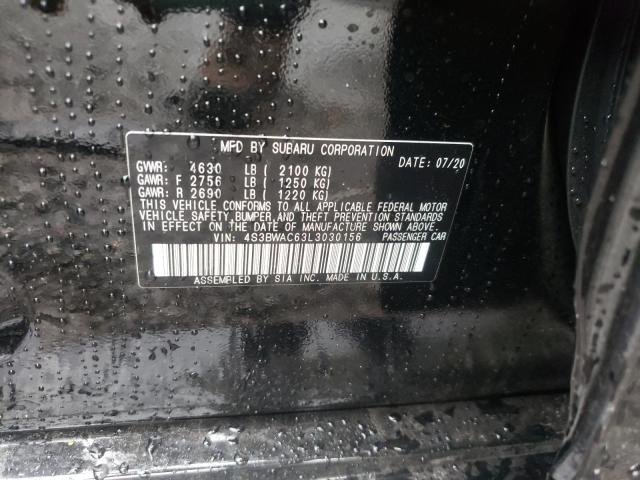 MFD BY SUBARU CORPORATION
DATE: 07/20
GVWR: 4630 LB ( 2100 KG)
GAWR: F 2756 LB ( 1250 KG)
GAWR: R 2690 LB ( 1220 KG)
THIS VEHICLE CONFORMS TO ALL APPLICABLE FEDERAL MOTOR
VEHICLE SAFETY, BUMPER, AND THEFT PREVENTION STANDARDS
IN EFFECT ON THE DATE OF MANUFACTURE SHOWN ABOVE.
VIN: 4S3BWAC63L3030156 PASSENGER CAR
ASSEMBLED BY SIA INC. MADE IN U.S.A.